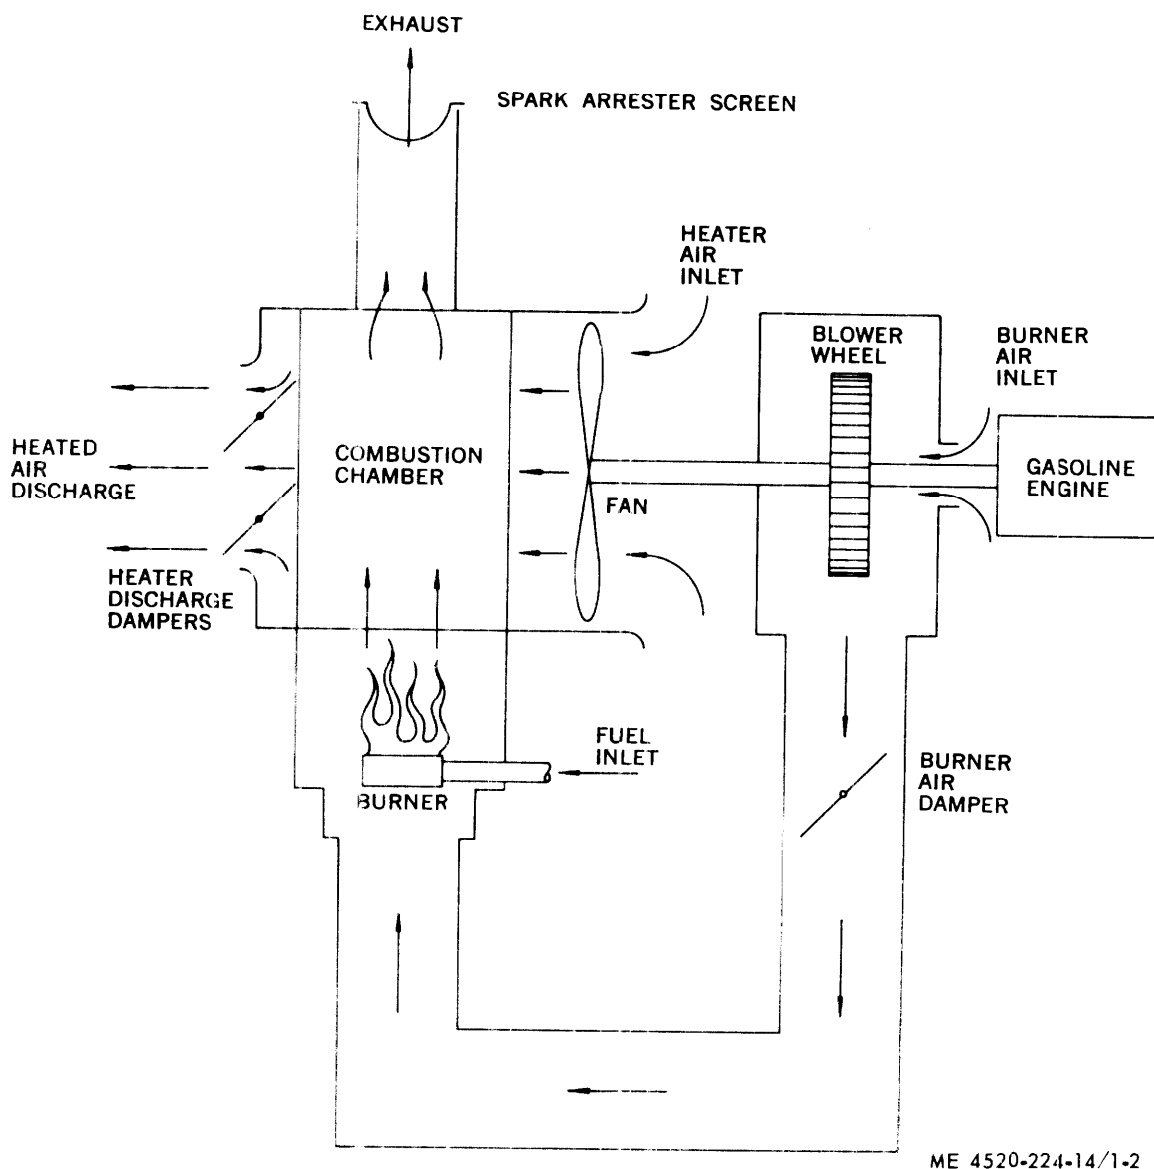 EXHAUST
SPARK ARRESTER SCREEN
HEATER
AIR
INLET
BLOWER
WHEEL
BURNER
AIR
INLET
HEATED
AIR
DISCHARGE
COMBUSTION
CHAMBER
FAN
GASOLINE
ENGINE
HEATER
DISCHARGE
DAMPERS
FUEL
INLET
BURNER
BURNER
AIR
DAMPER
ME 4520-224-14/1-2